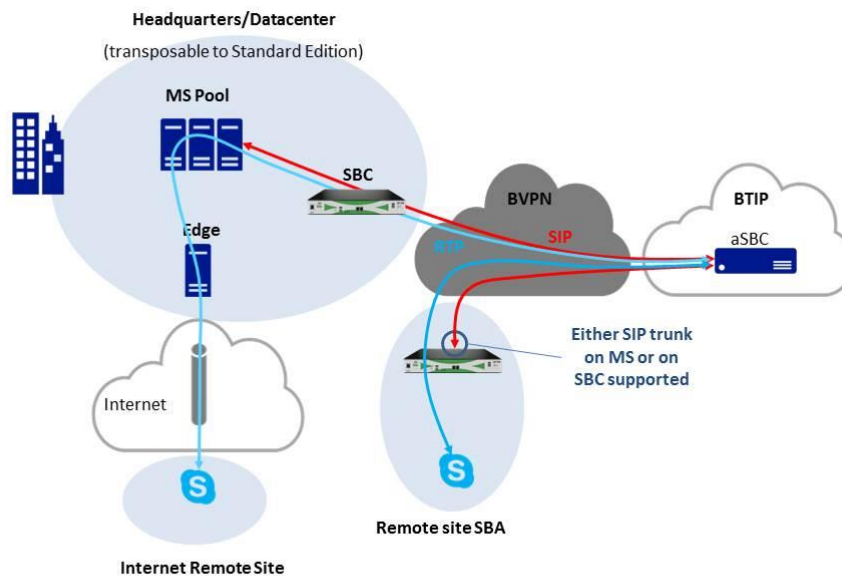 Headquarters/Datacenter
(transposable to Standard Edition)
MS Pool
SBC
BVPN
BTIP
SIP
aSBC
RTP
Edge
Either SIP trunk
on MS or on
SBC supported
Internet
S
S
Remote site SBA
Internet Remote Site